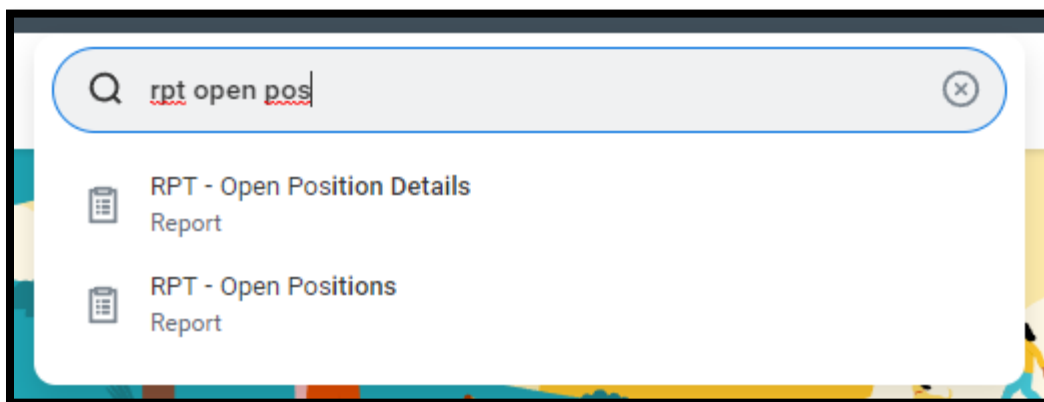 rpt open pos
RPT - Open Position Details
Report
RPT - Open Positions
Report